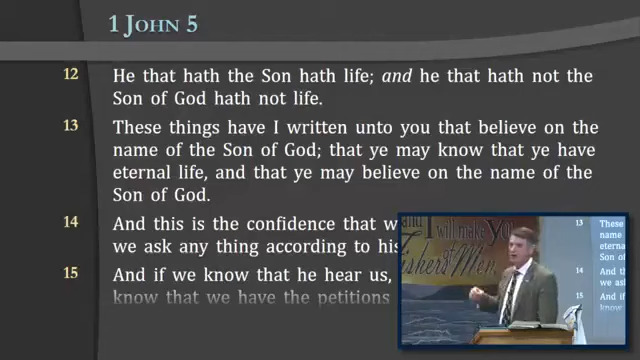 1 John 5
12 He that hath the Son hath life; and he that hath not the
Son of God hath not life.
13 These things have I written unto you that believe on the
name of the Son of God; that ye may know that ye have
eternal life, and that ye may believe on the name of the
Son of God.
14 And this is the confidence that w
we ask any thing according to his
15 And if we know that he hear us,
know that we have the petitions
and I
will make you
Fishers of Men
13 These
name
eterna
Son of
14 And th
we ask
15 And if
know